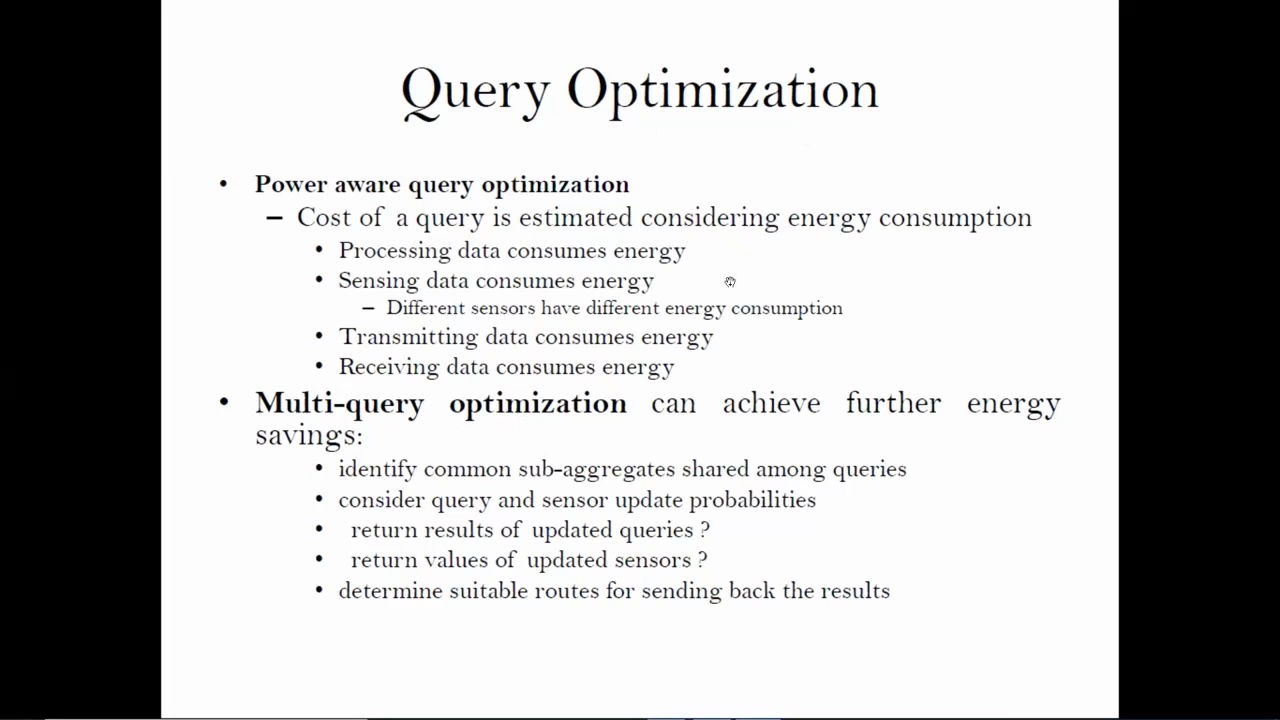 Query Optimization
• Power aware query optimization
– Cost of a query is estimated considering energy consumption
• Processing data consumes energy
• Sensing data consumes energy
– Different sensors have different energy consumption
• Transmitting data consumes energy
• Receiving data consumes energy
• Multi-query optimization can achieve further energy
savings:
• identify common sub-aggregates shared among queries
• consider query and sensor update probabilities
• return results of updated queries ?
• return values of updated sensors ?
• determine suitable routes for sending back the results